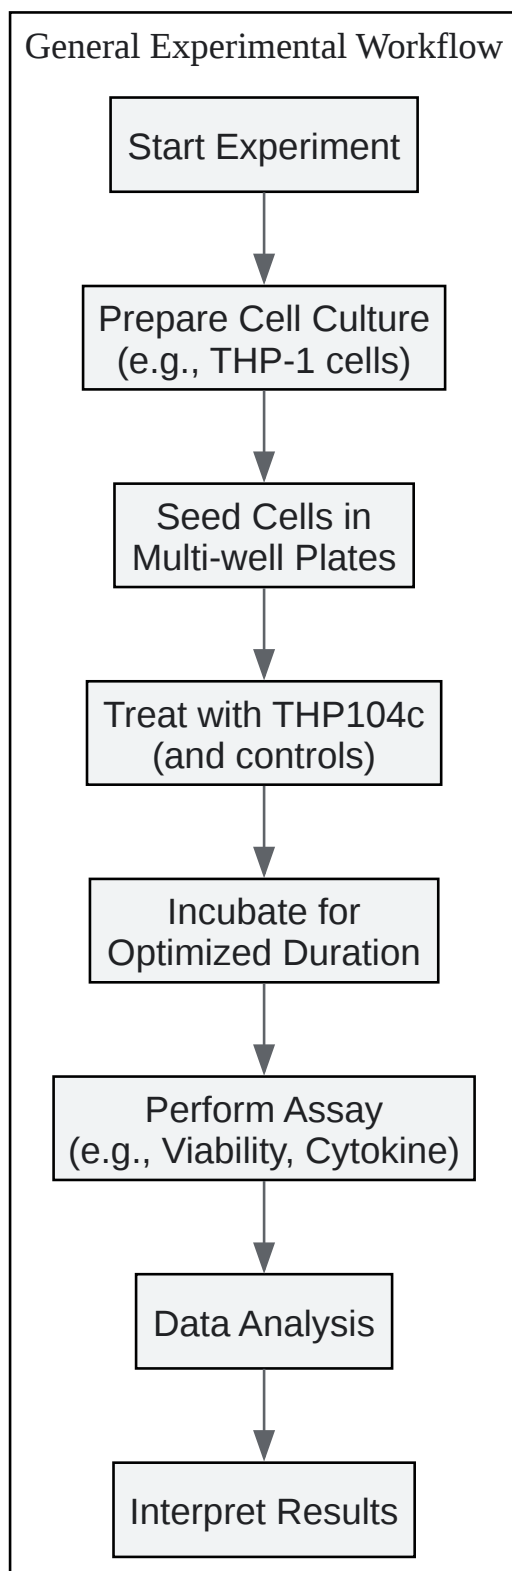 General Experimental Workflow
Start Experiment
Prepare Cell Culture
(e.g., THP-1 cells)
Seed Cells in
Multi-well Plates
Treat with THP104c
(and controls)
Incubate for
Optimized Duration
Perform Assay
(e.g., Viability, Cytokine)
Data Analysis
Interpret Results